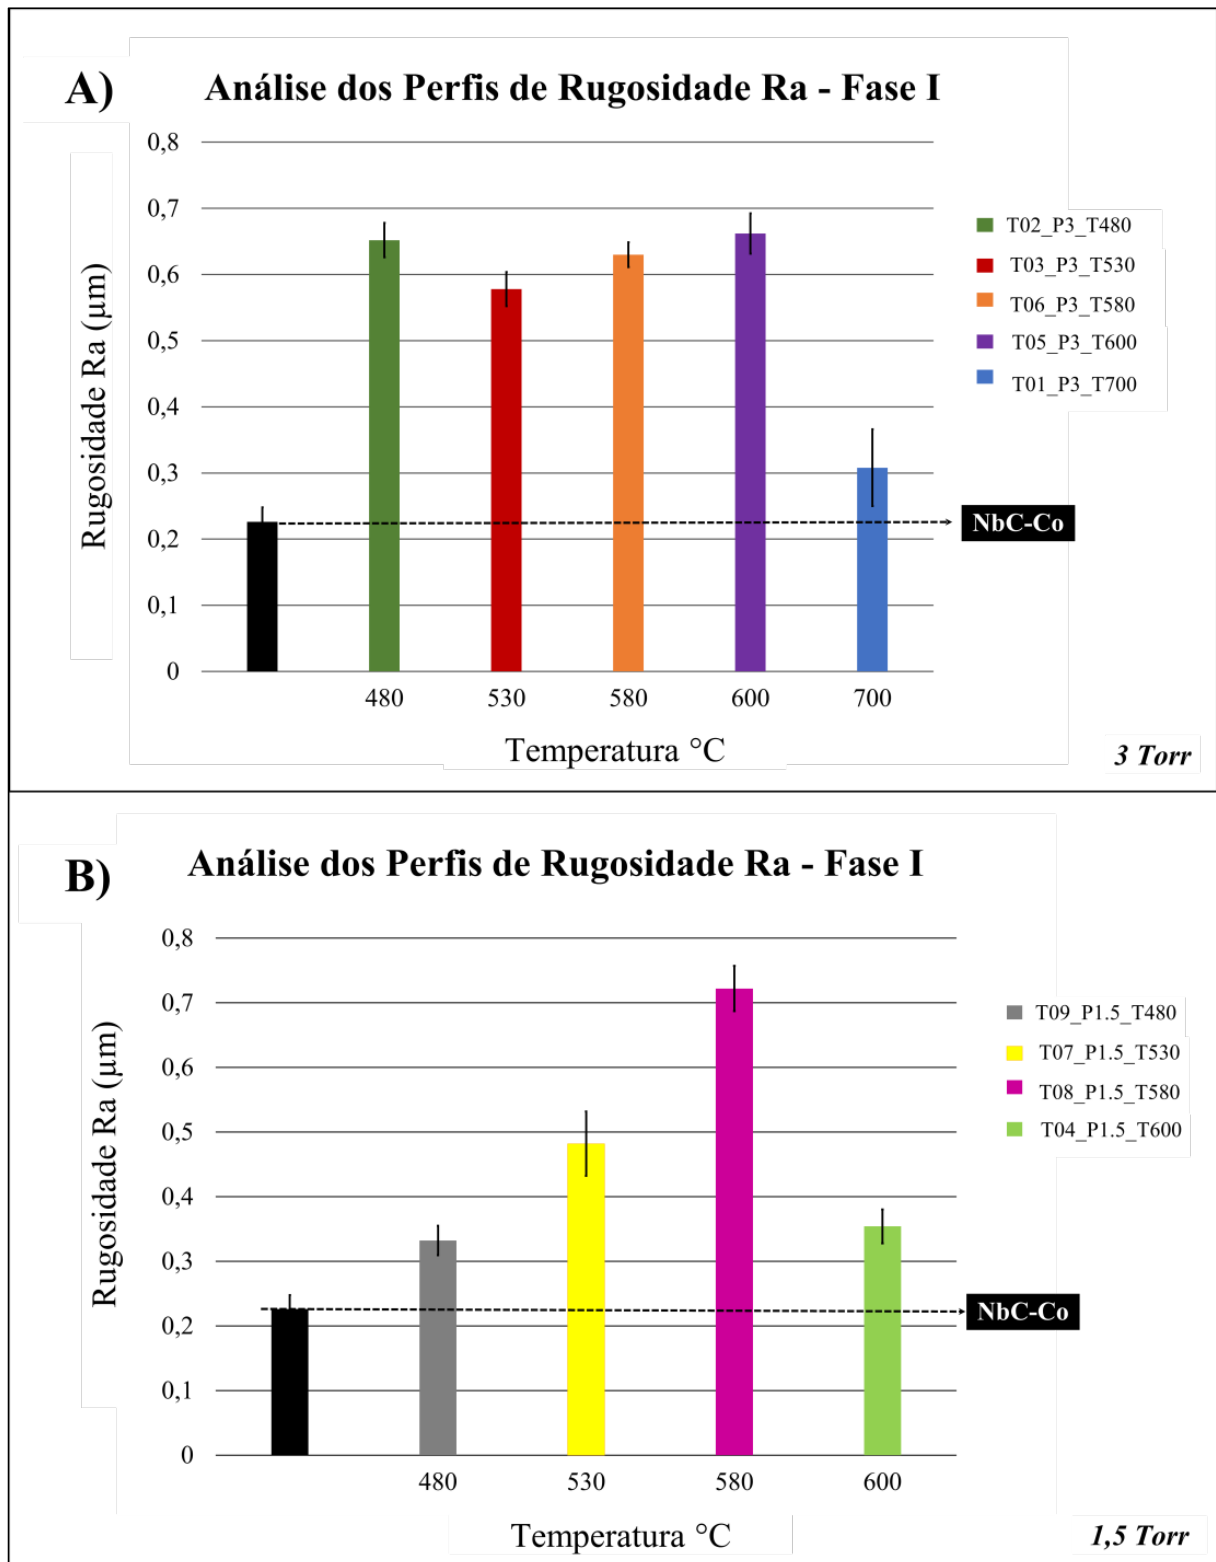 A)
Análise dos Perfis de Rugosidade Ra - Fase I
Rugosidade Ra (µm)
0,8
0,7
0,6
0,5
0,4
0,3
0,2
0,1
0
T02_P3_T480
T03_P3_T530
T06_P3_T580
T05_P3_T600
T01_P3_T700
NbC-Co
480 530 580 600 700
Temperatura °C
3 Torr
B)
Análise dos Perfis de Rugosidade Ra - Fase I
Rugosidade Ra (µm)
0,8
0,7
0,6
0,5
0,4
0,3
0,2
0,1
0
T09_P1.5_T480
T07_P1.5_T530
T08_P1.5_T580
T04_P1.5_T600
NbC-Co
480 530 580 600
Temperatura °C
1,5 Torr